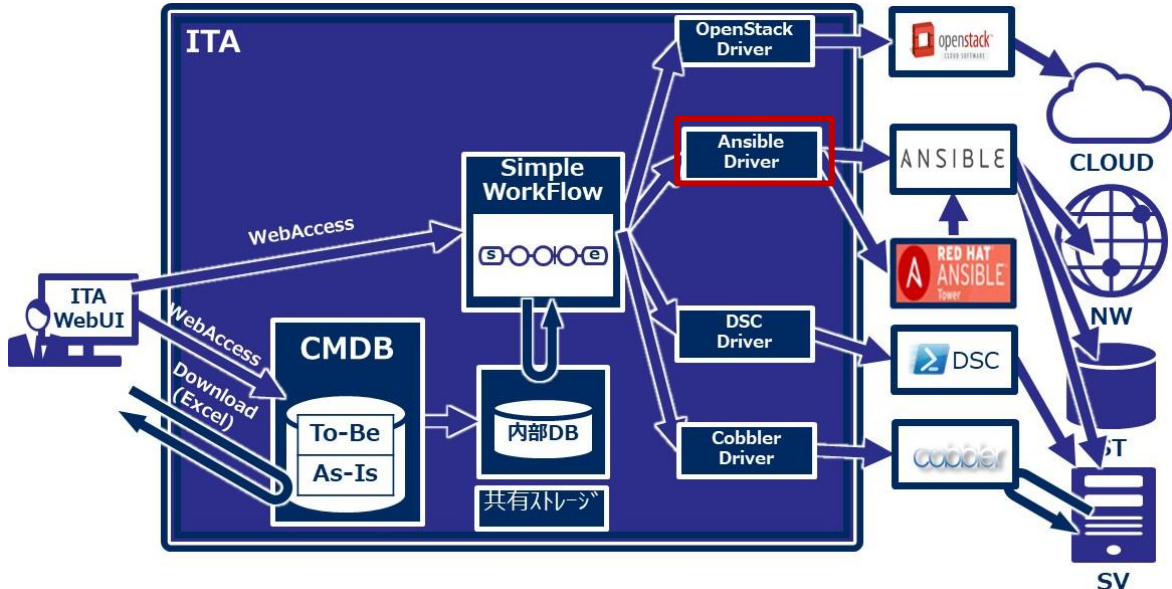 ITA
OpenStack
Driver
openstack™
CLOUD SOFTWARE
CLOUD
Ansible
Driver
ANSIBLE
Simple
WorkFlow
s
e
WebAccess
A
RED HAT
ANSIBLE
Tower
NW
ITA
WebUI
WebAccess
Download
(Excel)
CMDB
To-Be
As-Is
内部DB
共有ｽﾄﾚｰｼﾞ
DSC
Driver
DSC
ST
Cobbler
Driver
cobbler
SV